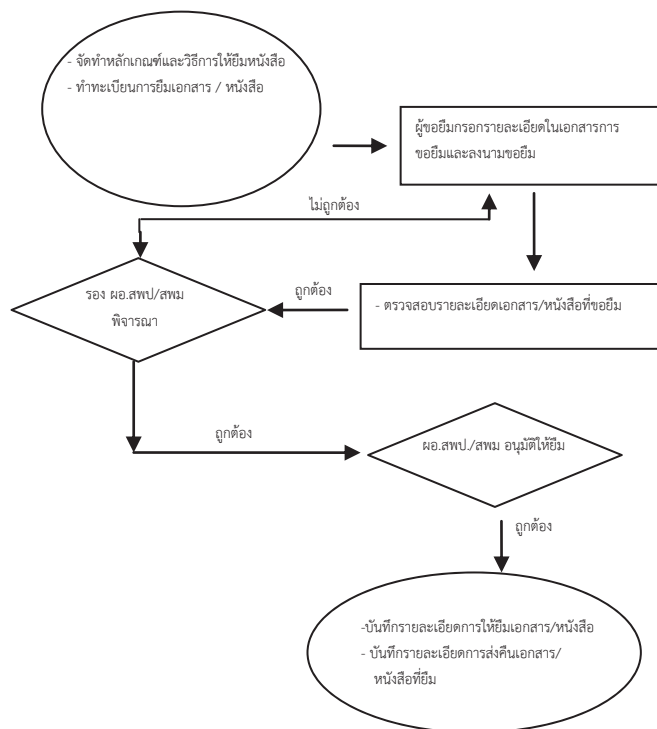 - จัดทำหลักเกณฑ์และวิธีการให้ยืมหนังสือ
- ทำทะเบียนการยืมเอกสาร / หนังสือ
ผู้ขอยืมกรอกรายละเอียดในเอกสารการ
ขอยืมและลงนามขอยืม
ไม่ถูกต้อง
รอง ผอ.สพป/สพม
พิจารณา
ถูกต้อง
- ตรวจสอบรายละเอียดเอกสาร/หนังสือที่ขอยืม
ถูกต้อง
ผอ.สพป./สพม อนุมัติให้ยืม
ถูกต้อง
-บันทึกรายละเอียดการให้ยืมเอกสาร/หนังสือ
- บันทึกรายละเอียดการส่งคืนเอกสาร/
หนังสือที่ยืม